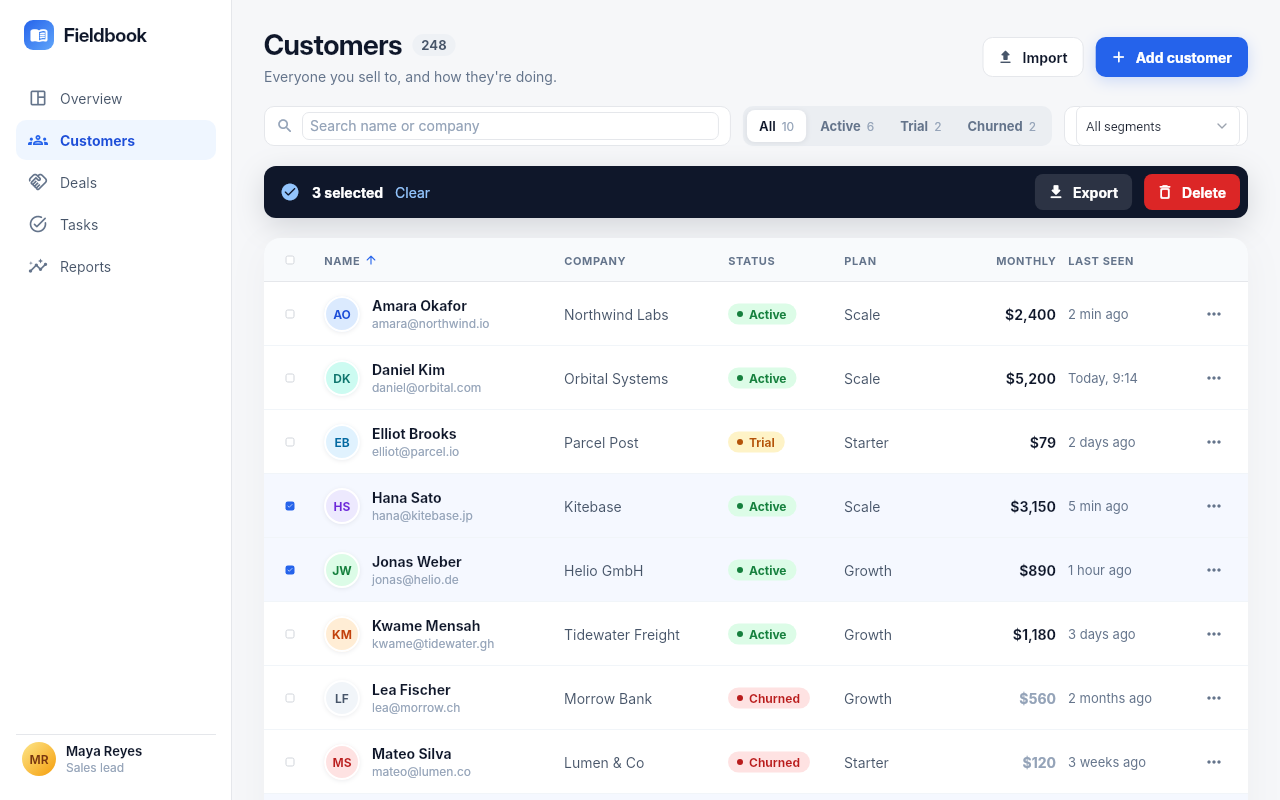 Fieldbook
Overview
Customers
Deals
Tasks
Reports
MR
Maya Reyes
Sales lead
Customers 248
Everyone you sell to, and how they're doing.
Import
Add customer
Search name or company
All 10 Active 6 Trial 2 Churned 2
All segments
3 selected Clear
Export
Delete
NAME COMPANY STATUS PLAN MONTHLY LAST SEEN
AO Amara Okafor Northwind Labs Active Scale $2,400 2 min ago
amara@northwind.io
DK Daniel Kim Orbital Systems Active Scale $5,200 Today, 9:14
daniel@orbital.com
EB Elliot Brooks Parcel Post Trial Starter $79 2 days ago
elliot@parcel.io
HS Hana Sato Kitebase Active Scale $3,150 5 min ago
hana@kitebase.jp
JW Jonas Weber Helio GmbH Active Growth $890 1 hour ago
jonas@helio.de
KM Kwame Mensah Tidewater Freight Active Growth $1,180 3 days ago
kwame@tidewater.gh
LF Lea Fischer Morrow Bank Churned Growth $560 2 months ago
lea@morrow.ch
MS Mateo Silva Lumen & Co Churned Starter $120 3 weeks ago
mateo@lumen.co